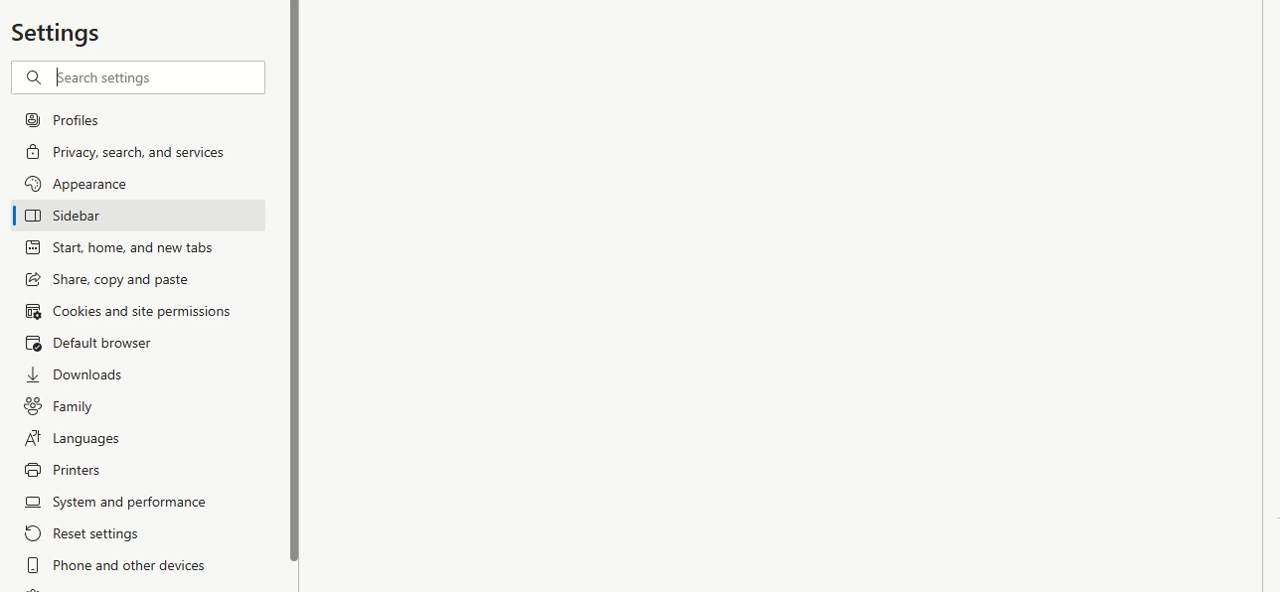 Settings
Search settings
Profiles
Privacy, search, and services
Appearance
Sidebar
Start, home, and new tabs
Share, copy and paste
Cookies and site permissions
Default browser
Downloads
Family
Languages
Printers
System and performance
Reset settings
Phone and other devices